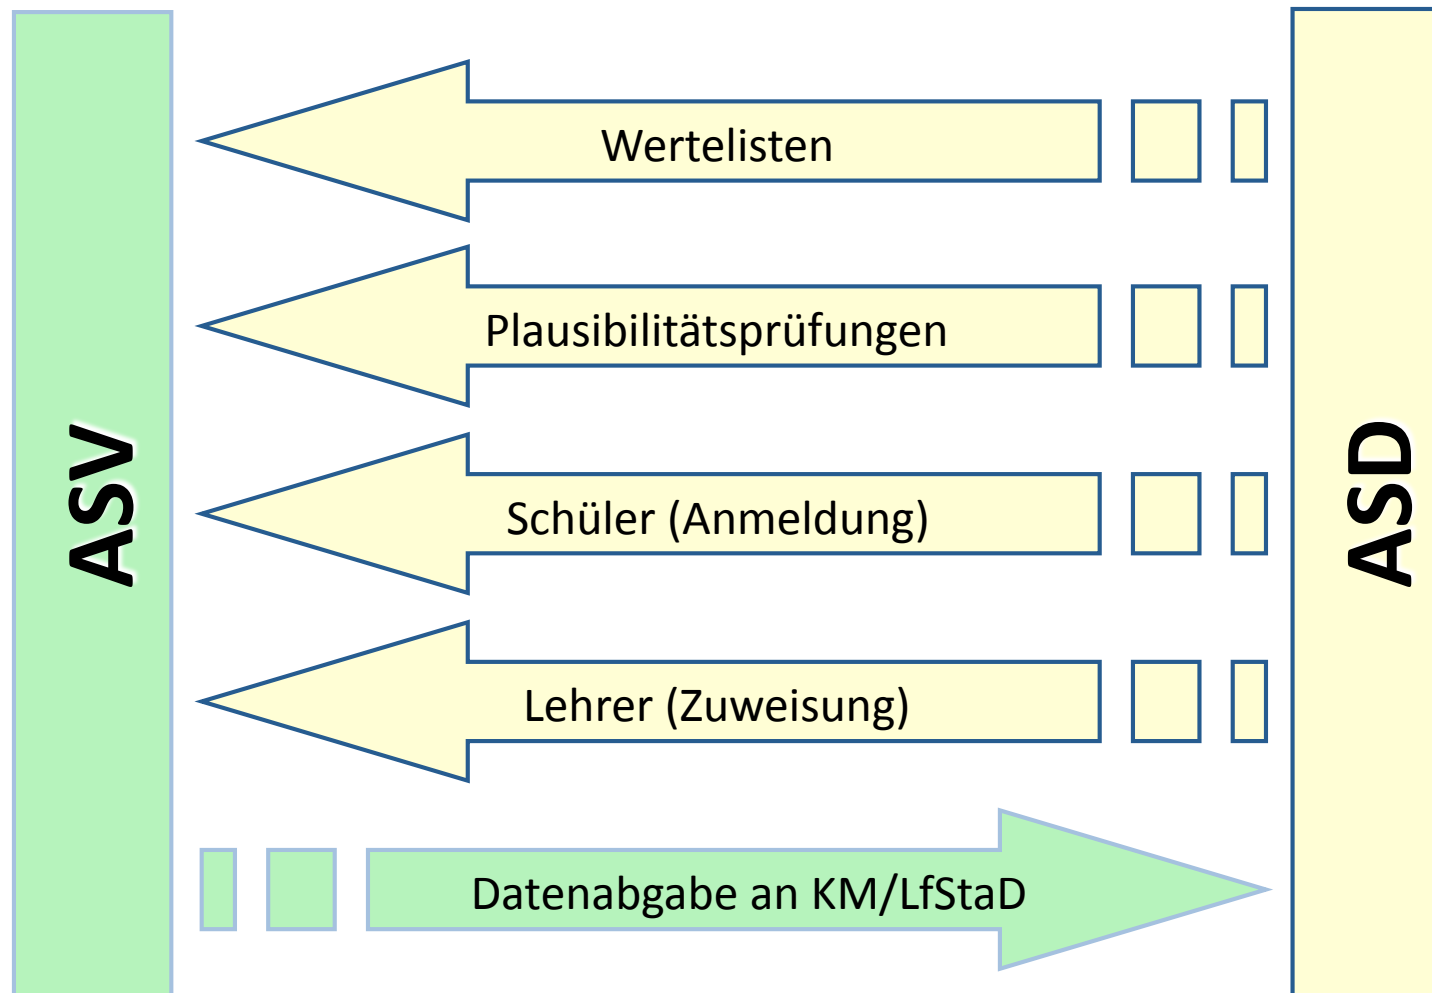 ASV
Wertelisten
Plausibilitätsprüfungen
Schüler (Anmeldung)
Lehrer (Zuweisung)
Datenabgabe an KM/LfStaD
ASD